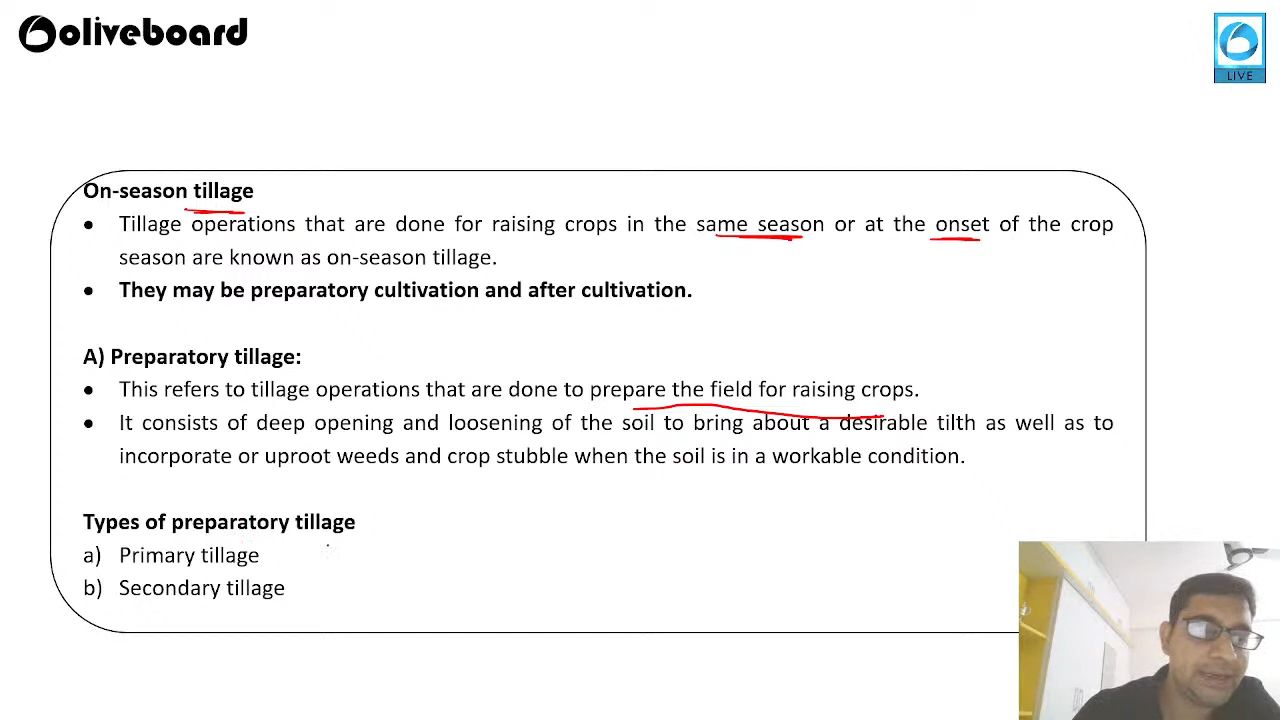 oliveboard
LIVE
On-season tillage
• Tillage operations that are done for raising crops in the same season or at the onset of the crop
season are known as on-season tillage.
• They may be preparatory cultivation and after cultivation.
A) Preparatory tillage:
• This refers to tillage operations that are done to prepare the field for raising crops.
• It consists of deep opening and loosening of the soil to bring about a desirable tilth as well as to
incorporate or uproot weeds and crop stubble when the soil is in a workable condition.
Types of preparatory tillage
a) Primary tillage
b) Secondary tillage